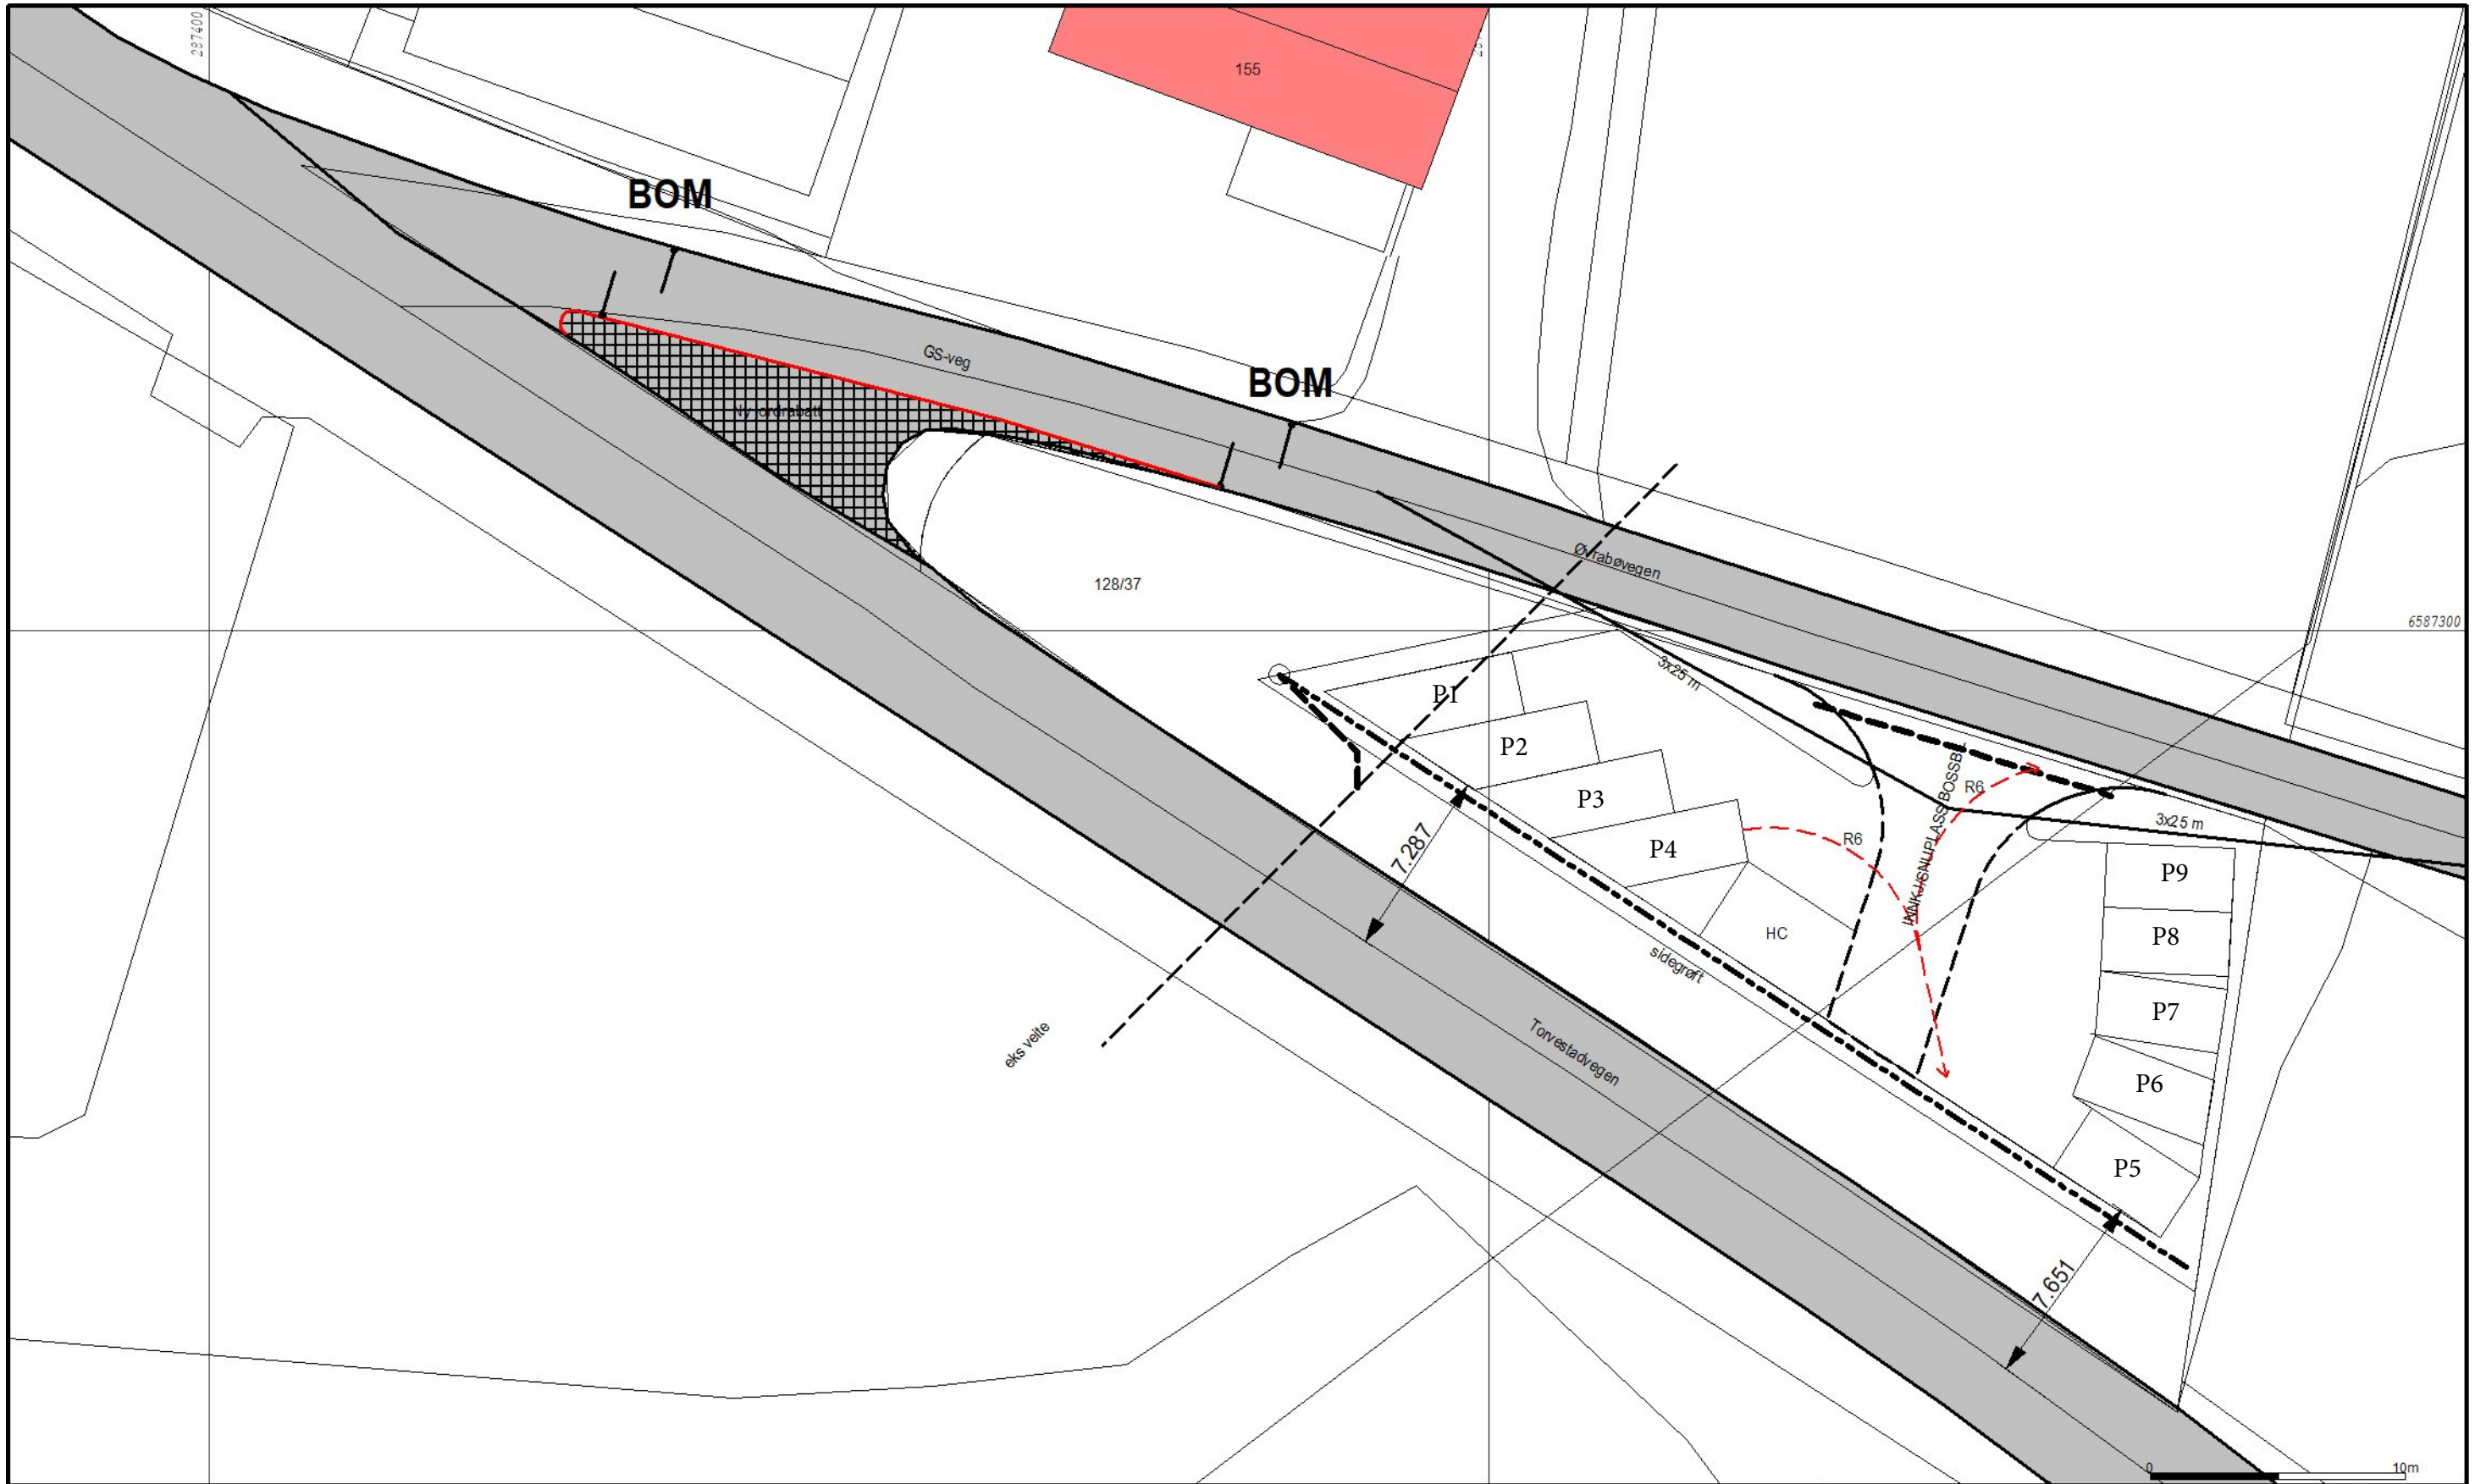 287400
155
BOM
GS-veg
BOM
128/37
Øvrabøvegen
6587300
3x25 m
P1
P2
P3
P4
R6
R6
3x25 m
7.287
HC
sidegrøft
P9
P8
P7
P6
P5
eks veite
Torvestadvegen
7.651
0
10m